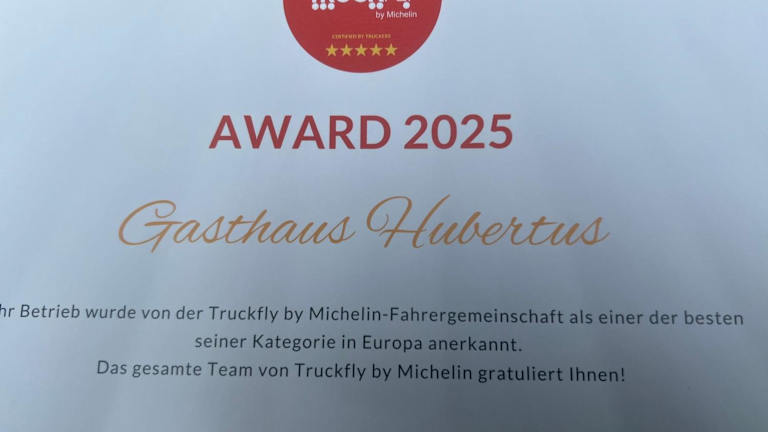 by Michelin
CERTIFIED BY TRUCKERS
AWARD 2025
Gasthaus Hubertus
Betrieb wurde von der Truckfly by Michelin-Fahrergemeinschaft als einer der besten
seiner Kategorie in Europa anerkannt.
Das gesamte Team von Truckfly by Michelin gratuliert Ihnen!